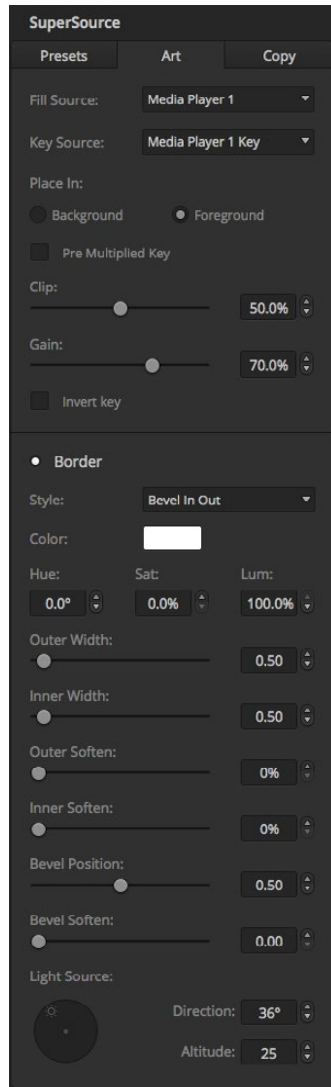 SuperSource
Presets Art Copy
Fill Source: Media Player 1
Key Source: Media Player 1 Key
Place In:
Background Foreground
Pre Multiplied Key
Clip:
50.0%
Gain:
70.0%
Invert key
Border
Style: Bevel In Out
Color:
Hue: Sat: Lum:
0.0° 0.0% 100.0%
Outer Width:
0.50
Inner Width:
0.50
Outer Soften:
0%
Inner Soften:
0%
Bevel Position:
0.50
Bevel Soften:
0.00
Light Source:
Direction: 36°
Altitude: 25